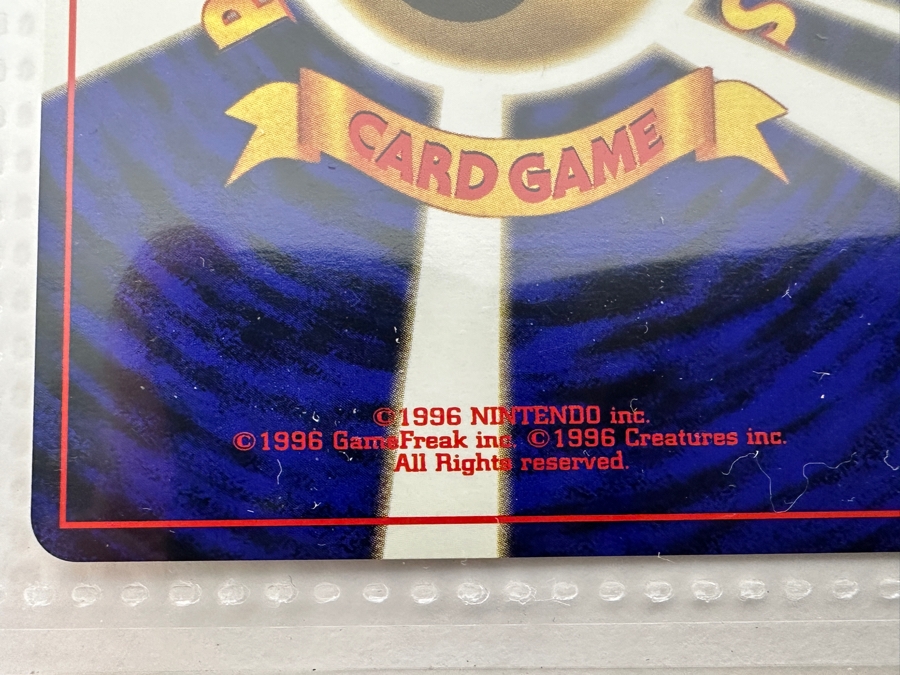 P
S
CARD GAME
©1996 NINTENDO inc.
©1996 GameFreak inc. ©1996 Creatures inc.
All Rights reserved.